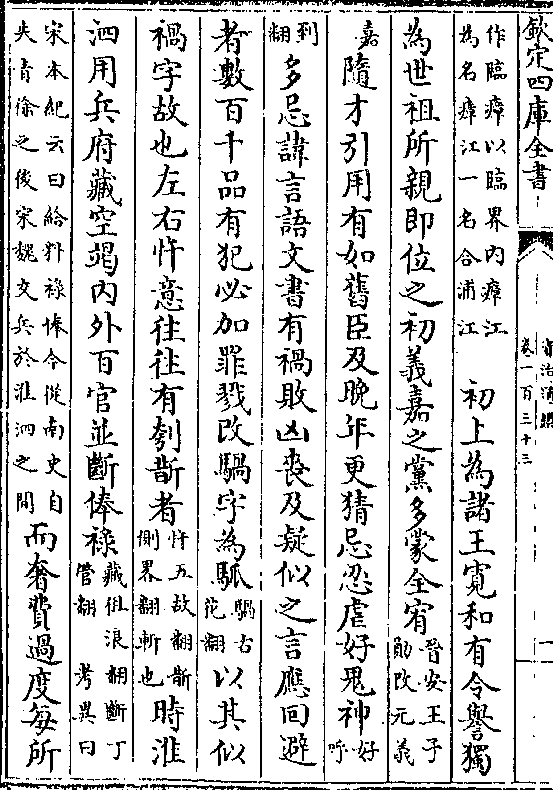 欽定四庫全書
資治通鑑
卷一百三十三
一
作臨瘴以臨界内瘴江
為名瘴江一名合浦江
初上為諸王寛和有令譽獨
為世祖所親即位之初義嘉之黨多蒙全宥
晉安王子
勛改元義
嘉
隨才引用有如舊臣及晚年更猜忌忍虐好鬼神
好
呼
到
翻
多忌諱言語文書有禍敗凶喪及疑似之言應回避
者數百千品有犯必加罪戮改騧字為𩢍
騧古
花翻
以其似
禍字故也左右忤意往往有刳斮者
忤五故翻斮
側畧翻斬也
時淮
泗用兵府藏空竭内外百官並斷俸禄
藏徂浪翻斷丁
管翻 考異曰
宋本紀云日給料禄俸今從南史自
失青徐之後宋魏交兵於淮泗之間
而奢費過度每所